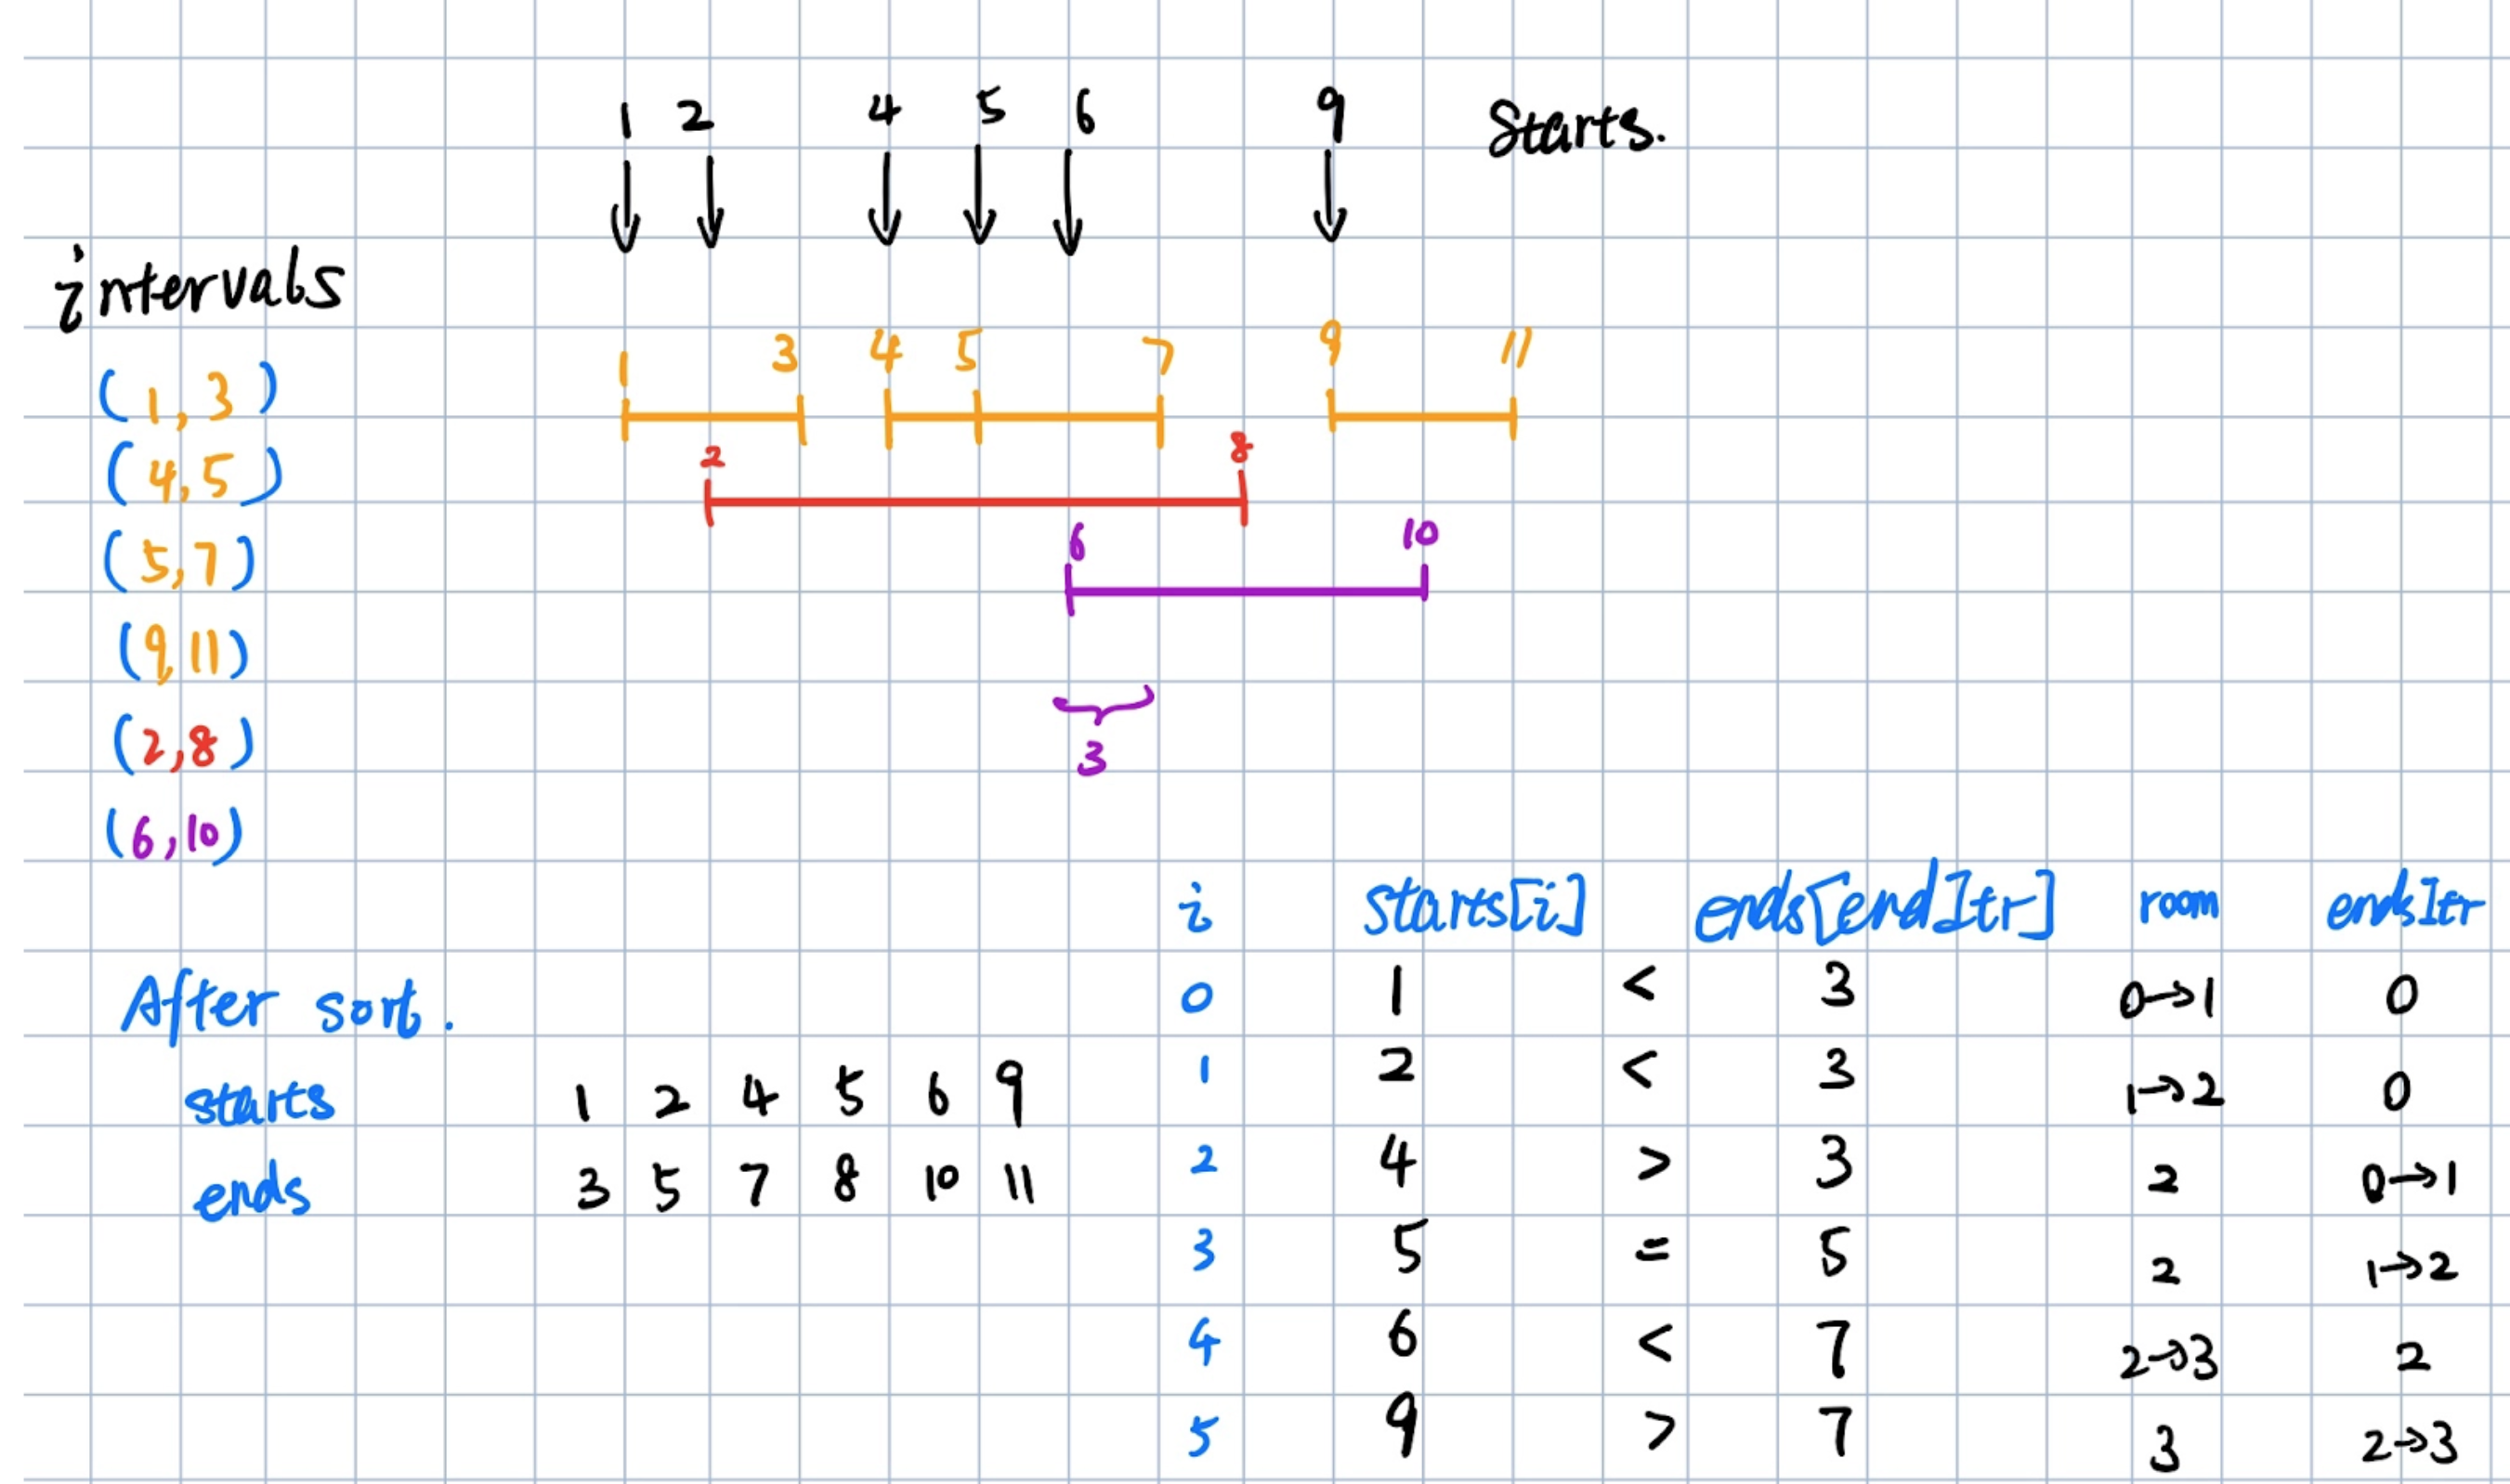 1 2 4 5 6 9 Starts.
intervals
1 3 4 5 7 9 11
(1,3)
2 8
(4,5)
6 10
(5,7)
(9,11)
3
(2,8)
(6,10)
i starts[i] ends[endItr] room endsItr
After sort.
0 1 < 3 0→1 0
starts 1 2 4 5 6 9
1 2 < 3 1→2 0
ends 3 5 7 8 10 11
2 4 > 3 2 0→1
3 5 = 5 2 1→2
4 6 < 7 2→3 2
5 9 > 7 3 2→3